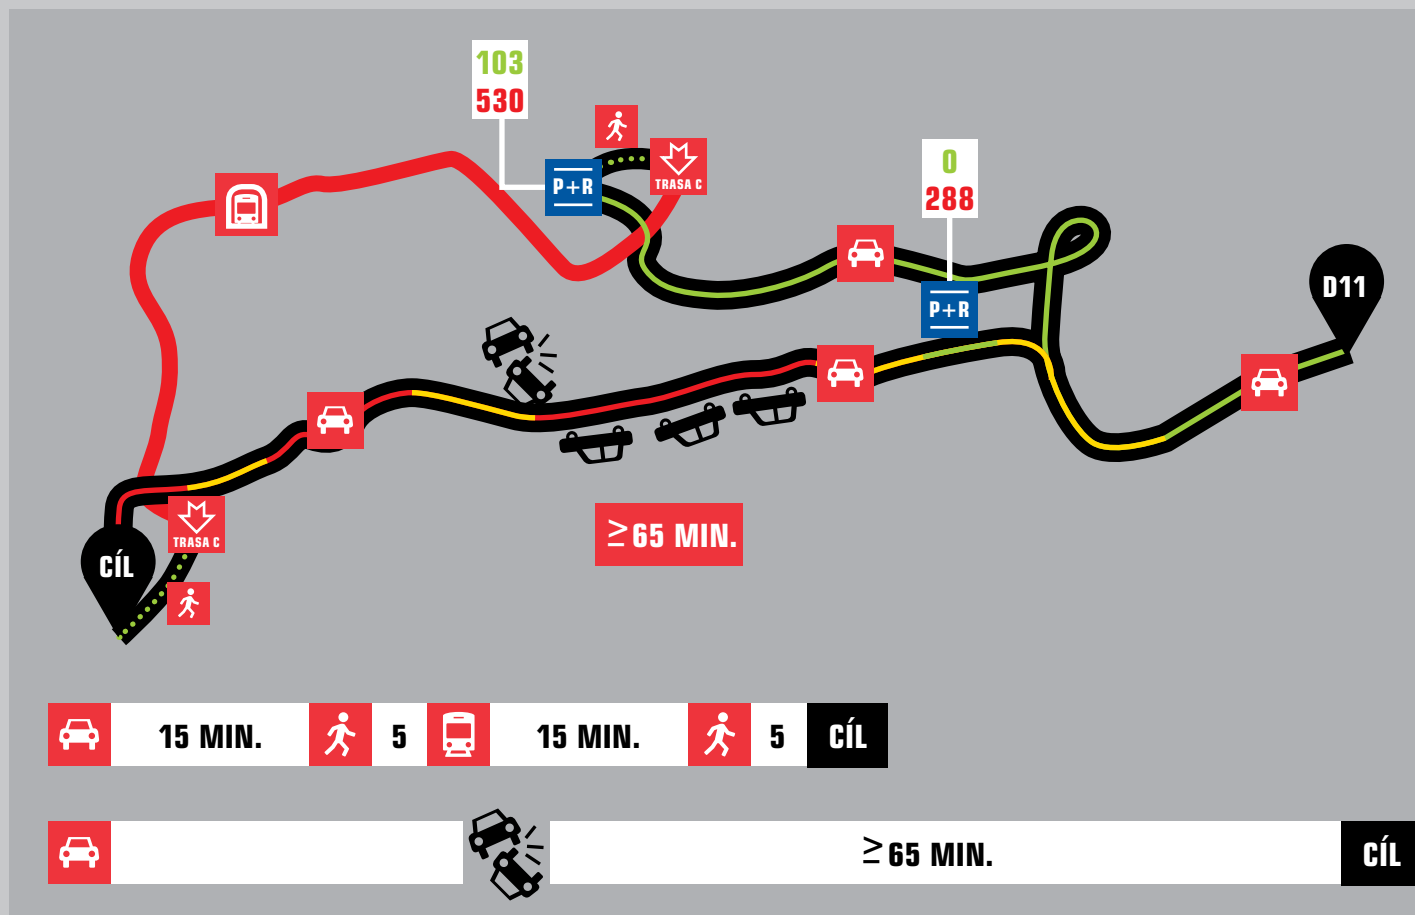 103
530
P+R
TRASA C
0
288
P+R
D11
CÍL
TRASA C
≥65 MIN.
15 MIN. 5 15 MIN. 5 CÍL
≥65 MIN. CÍL